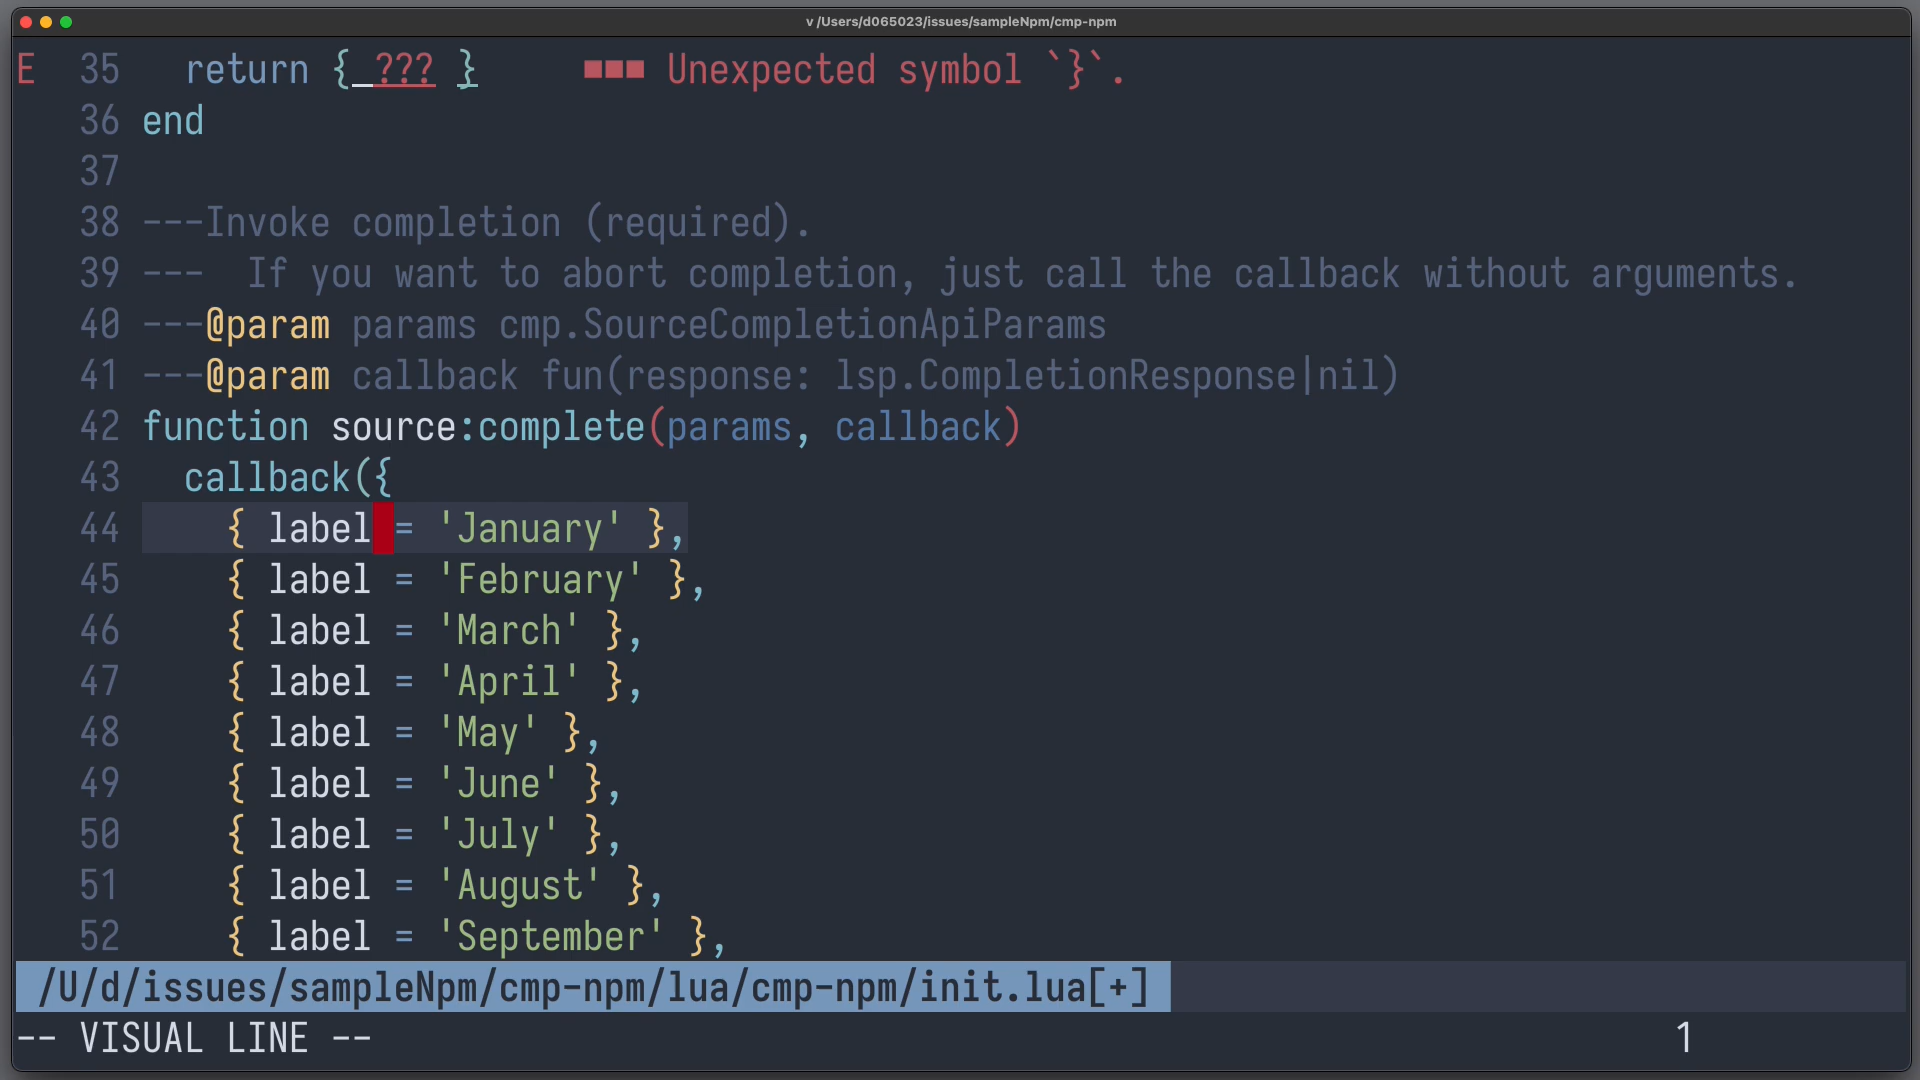 v /Users/d065023/issues/sampleNpm/cmp-npm
E 35 return { ??? } ■■■ Unexpected symbol `}`.
36 end
37
38 ---Invoke completion (required).
39 --- If you want to abort completion, just call the callback without arguments.
40 ---@param params cmp.SourceCompletionApiParams
41 ---@param callback fun(response: lsp.CompletionResponse|nil)
42 function source:complete(params, callback)
43 callback({
44 { label = 'January' },
45 { label = 'February' },
46 { label = 'March' },
47 { label = 'April' },
48 { label = 'May' },
49 { label = 'June' },
50 { label = 'July' },
51 { label = 'August' },
52 { label = 'September' },
/U/d/issues/sampleNpm/cmp-npm/lua/cmp-npm/init.lua[+]
-- VISUAL LINE -- 1